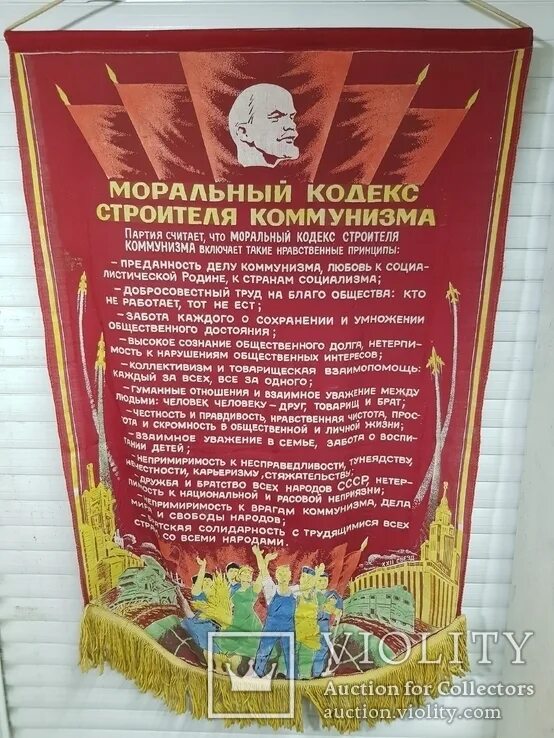 МОРАЛЬНЫЙ КОДЕКС
СТРОИТЕЛЯ КОММУНИЗМА
ПАРТИЯ СЧИТАЕТ, ЧТО МОРАЛЬНЫЙ КОДЕКС СТРОИТЕЛЯ
КОММУНИЗМА ВКЛЮЧАЕТ ТАКИЕ НРАВСТВЕННЫЕ ПРИНЦИПЫ:
– ПРЕДАННОСТЬ ДЕЛУ КОММУНИЗМА, ЛЮБОВЬ К СОЦИА-
ЛИСТИЧЕСКОЙ РОДИНЕ, К СТРАНАМ СОЦИАЛИЗМА;
– ДОБРОСОВЕСТНЫЙ ТРУД НА БЛАГО ОБЩЕСТВА: КТО
НЕ РАБОТАЕТ, ТОТ НЕ ЕСТ;
– ЗАБОТА КАЖДОГО О СОХРАНЕНИИ И УМНОЖЕНИИ
ОБЩЕСТВЕННОГО ДОСТОЯНИЯ;
– ВЫСОКОЕ СОЗНАНИЕ ОБЩЕСТВЕННОГО ДОЛГА, НЕТЕРПИ-
МОСТЬ К НАРУШЕНИЯМ ОБЩЕСТВЕННЫХ ИНТЕРЕСОВ;
– КОЛЛЕКТИВИЗМ И ТОВАРИЩЕСКАЯ ВЗАИМОПОМОЩЬ:
КАЖДЫЙ ЗА ВСЕХ, ВСЕ ЗА ОДНОГО;
– ГУМАННЫЕ ОТНОШЕНИЯ И ВЗАИМНОЕ УВАЖЕНИЕ МЕЖДУ
ЛЮДЬМИ: ЧЕЛОВЕК ЧЕЛОВЕКУ – ДРУГ, ТОВАРИЩ И БРАТ;
– ЧЕСТНОСТЬ И ПРАВДИВОСТЬ, НРАВСТВЕННАЯ ЧИСТОТА, ПРОС-
ТОТА И СКРОМНОСТЬ В ОБЩЕСТВЕННОЙ И ЛИЧНОЙ ЖИЗНИ;
– ВЗАИМНОЕ УВАЖЕНИЕ В СЕМЬЕ, ЗАБОТА О ВОСПИ-
ТАНИИ ДЕТЕЙ;
– НЕПРИМИРИМОСТЬ К НЕСПРАВЕДЛИВОСТИ, ТУНЕЯДСТВУ,
НЕЧЕСТНОСТИ, КАРЬЕРИЗМУ, СТЯЖАТЕЛЬСТВУ;
– ДРУЖБА И БРАТСТВО ВСЕХ НАРОДОВ СССР, НЕТЕР-
ПИМОСТЬ К НАЦИОНАЛЬНОЙ И РАСОВОЙ НЕПРИЯЗНИ;
– НЕПРИМИРИМОСТЬ К ВРАГАМ КОММУНИЗМА, ДЕЛА
МИРА И СВОБОДЫ НАРОДОВ;
БРАТСКАЯ СОЛИДАРНОСТЬ С ТРУДЯЩИМИСЯ ВСЕХ
СО ВСЕМИ НАРОДАМИ.
XXII СЪЕЗД
VIOLITY
Auction for Collectors
auction.violity.com